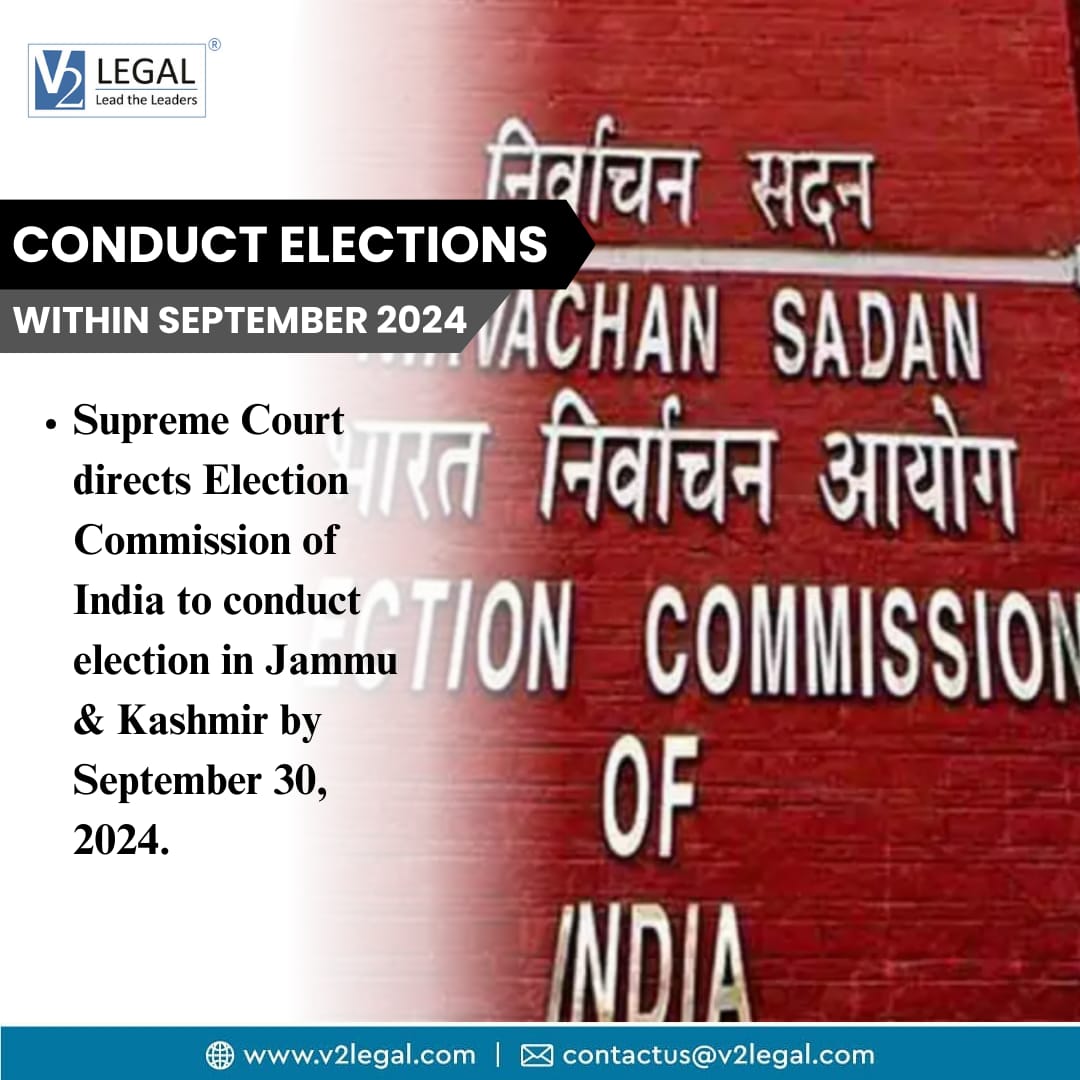 V2 LEGAL ®
Lead the Leaders
निर्वाचन सदन
CONDUCT ELECTIONS
WITHIN SEPTEMBER 2024
VACHAN SADAN
• Supreme Court
directs Election
Commission of
India to conduct
election in Jammu
& Kashmir by
September 30,
2024.
भारत निर्वाचन आयोग
ECTION COMMISSION
OF
INDIA
www.v2legal.com | contactus@v2legal.com